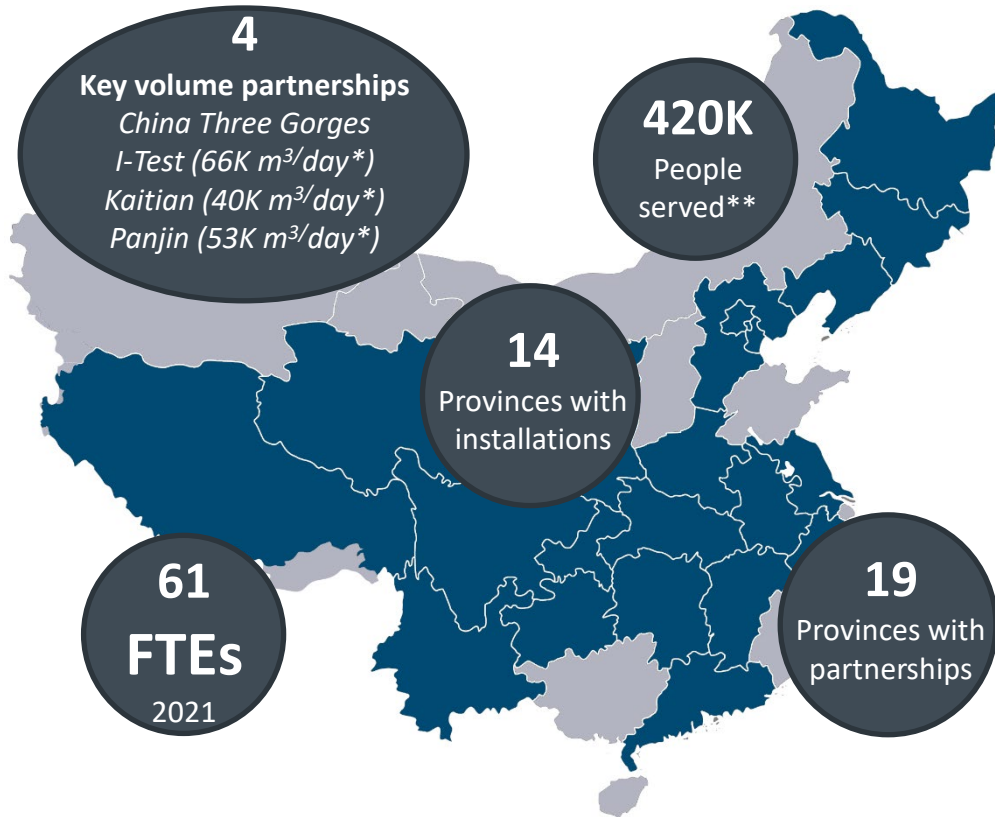 4
Key volume partnerships
China Three Gorges
I-Test (66K m³/day*)
Kaitian (40K m³/day*)
Panjin (53K m³/day*)
420K
People
served**
14
Provinces with
installations
61
FTEs
2021
19
Provinces with
partnerships